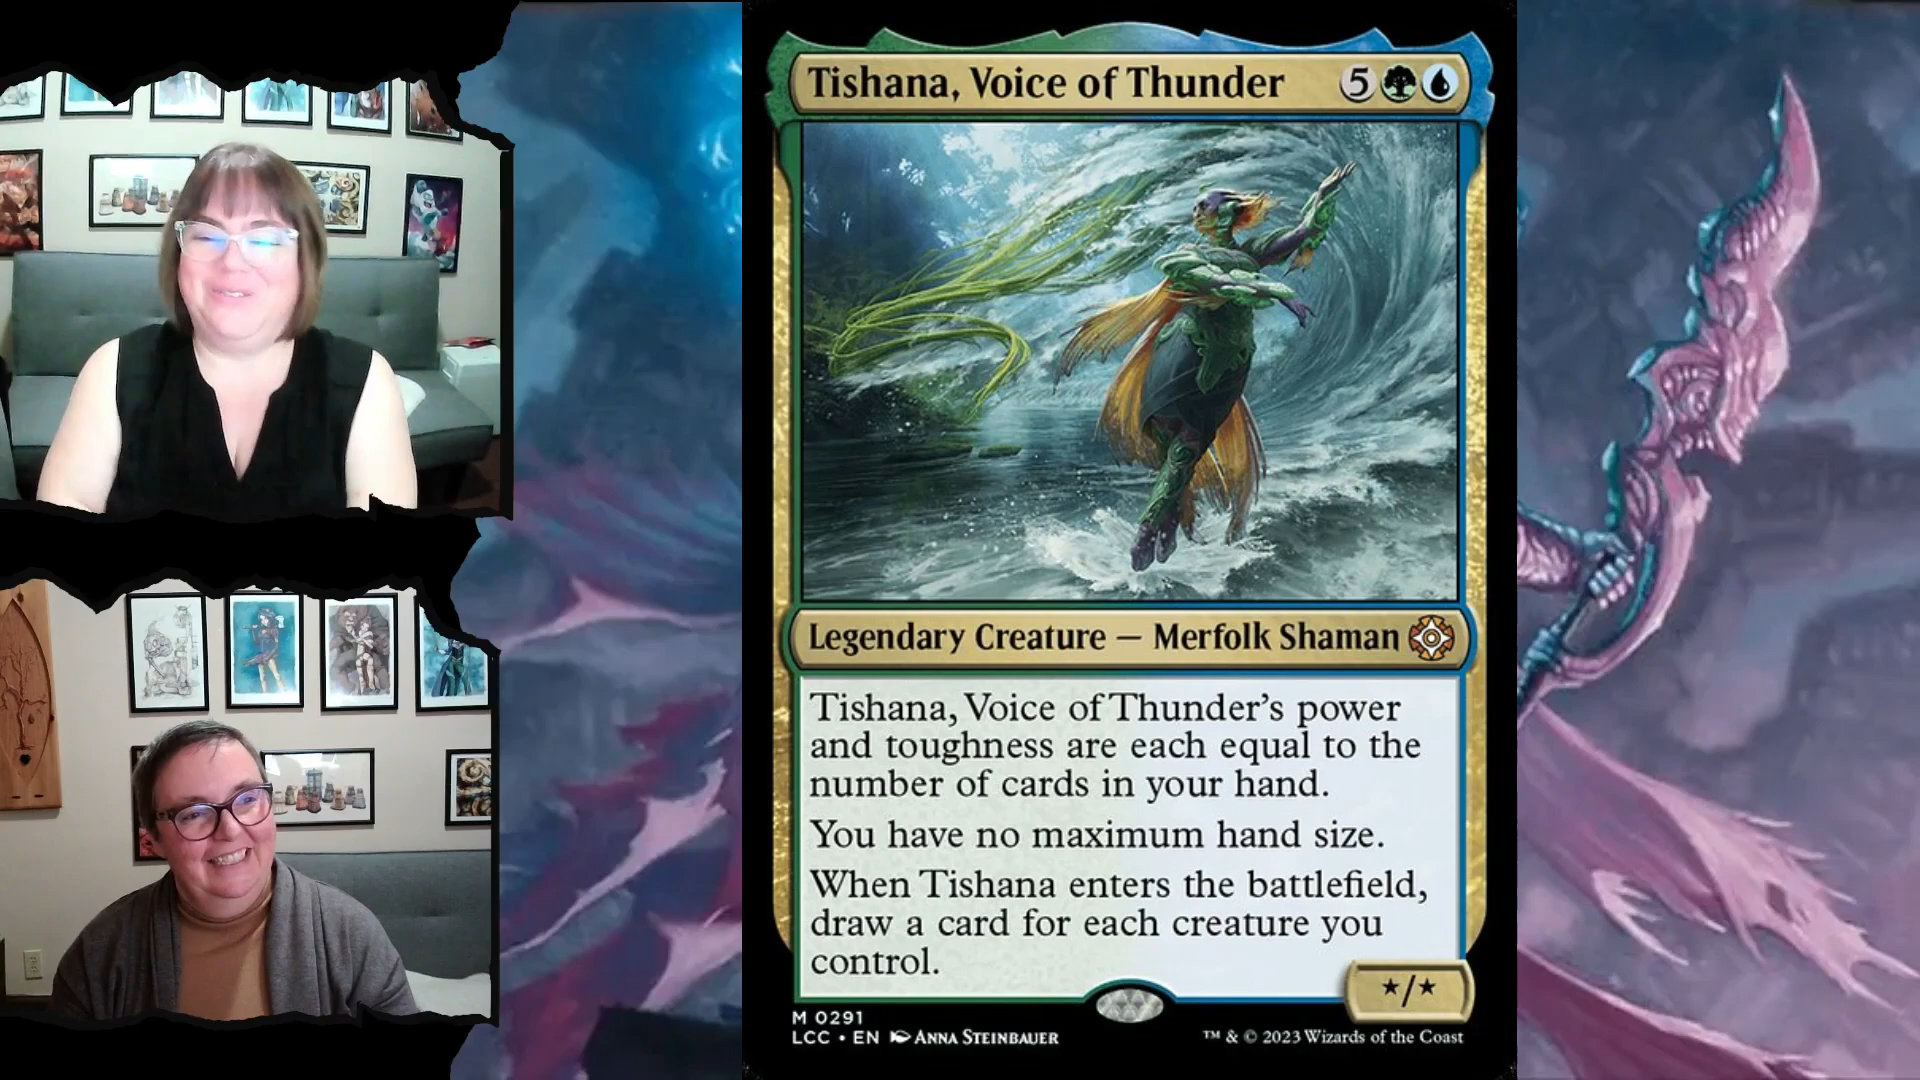 Tishana, Voice of Thunder 5
Legendary Creature — Merfolk Shaman
Tishana, Voice of Thunder's power
and toughness are each equal to the
number of cards in your hand.
You have no maximum hand size.
When Tishana enters the battlefield,
draw a card for each creature you
control.
★/★
M 0291
LCC • EN ANNA STEINBAUER
™ & © 2023 Wizards of the Coast